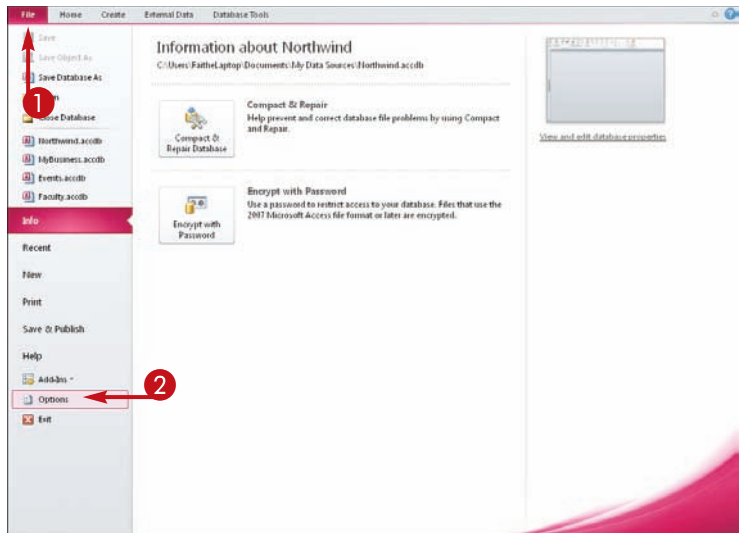 File Home Create External Data Database Tools
Save
Save Object As
Save Database As
Close Database
Northwind.accdb
MyBusiness.accdb
Events.accdb
Faculty.accdb
Info
Recent
New
Print
Save & Publish
Help
Add-Ins
Options
Exit
1
2
Information about Northwind
C:\Users\FaitheLaptop\Documents\My Data Sources\Northwind.accdb
Compact &
Repair Database
Compact & Repair
Help prevent and correct database file problems by using Compact
and Repair.
Encrypt with
Password
Encrypt with Password
Use a password to restrict access to your database. Files that use the
2007 Microsoft Access file format or later are encrypted.
View and edit database properties